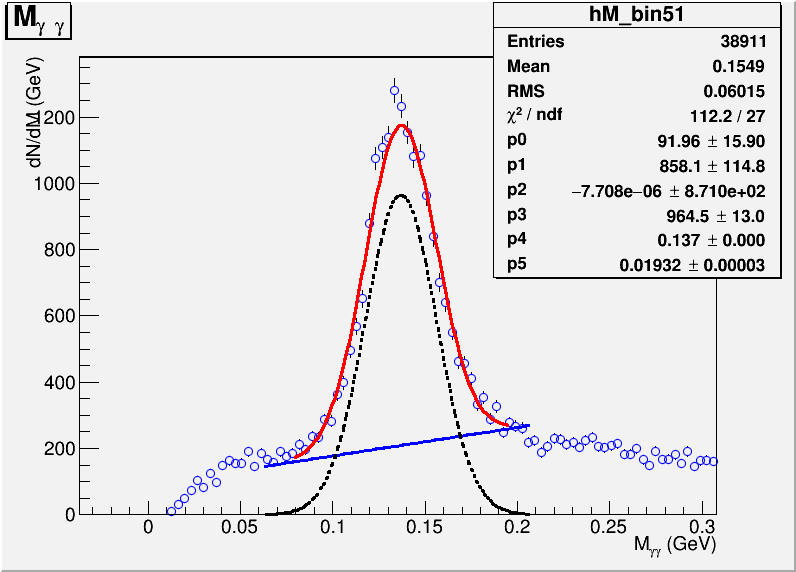 M_γ γ
hM_bin51
Entries 38911
Mean 0.1549
RMS 0.06015
χ² / ndf 112.2 / 27
p0 91.96 ± 15.90
p1 858.1 ± 114.8
p2 −7.708e−06 ± 8.710e+02
p3 964.5 ± 13.0
p4 0.137 ± 0.000
p5 0.01932 ± 0.00003
dN/dM (GeV)
1200
1000
800
600
400
200
0
0 0.05 0.1 0.15 0.2 0.25 0.3
M_γγ (GeV)